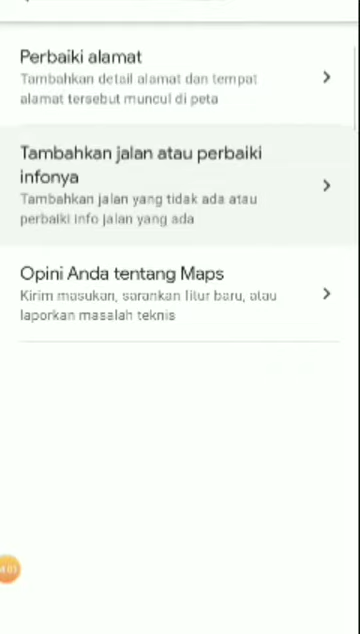 Perbaiki alamat
Tambahkan detail alamat dan tempat
alamat tersebut muncul di peta
Tambahkan jalan atau perbaiki
infonya
Tambahkan jalan yang tidak ada atau
perbaiki info jalan yang ada
Opini Anda tentang Maps
Kirim masukan, sarankan fitur baru, atau
laporkan masalah teknis